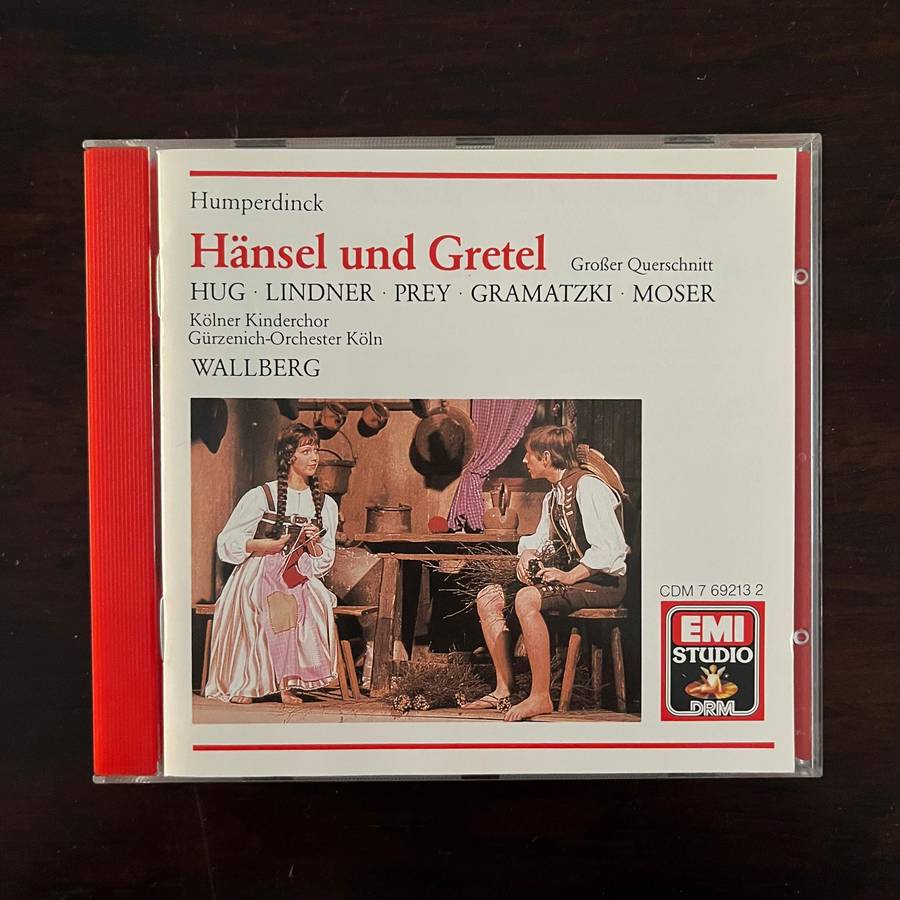 Humperdinck
Hänsel und Gretel Großer Querschnitt
HUG · LINDNER · PREY · GRAMATZKI · MOSER
Kölner Kinderchor
Gürzenich-Orchester Köln
WALLBERG
CDM 7 69213 2
EMI
STUDIO
DRM